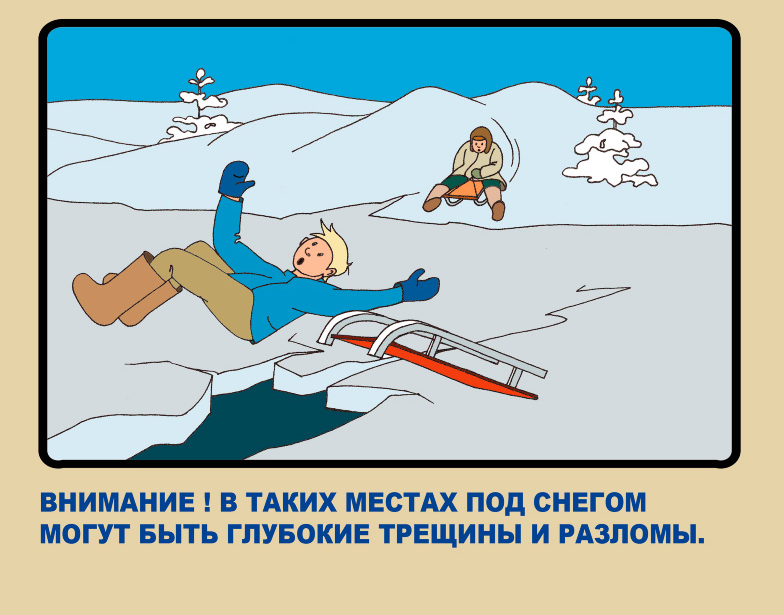 ВНИМАНИЕ ! В ТАКИХ МЕСТАХ ПОД СНЕГОМ
МОГУТ БЫТЬ ГЛУБОКИЕ ТРЕЩИНЫ И РАЗЛОМЫ.